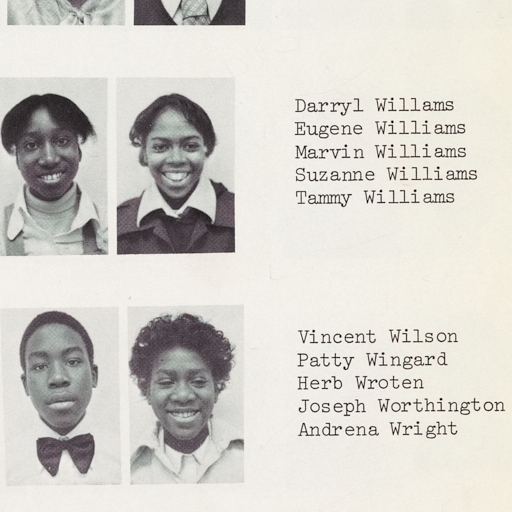 Darryl Willams
Eugene Williams
Marvin Williams
Suzanne Williams
Tammy Williams
Vincent Wilson
Patty Wingard
Herb Wroten
Joseph Worthington
Andrena Wright